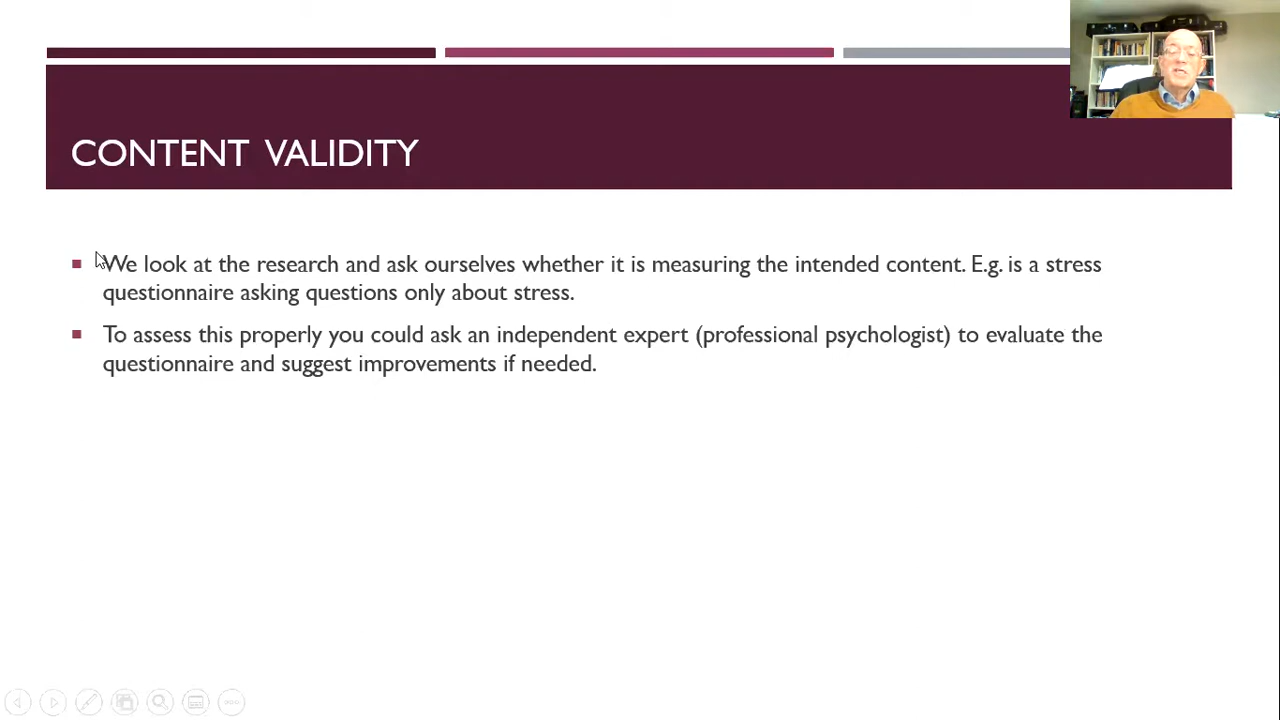 CONTENT VALIDITY
We look at the research and ask ourselves whether it is measuring the intended content. E.g. is a stress
questionnaire asking questions only about stress.
To assess this properly you could ask an independent expert (professional psychologist) to evaluate the
questionnaire and suggest improvements if needed.